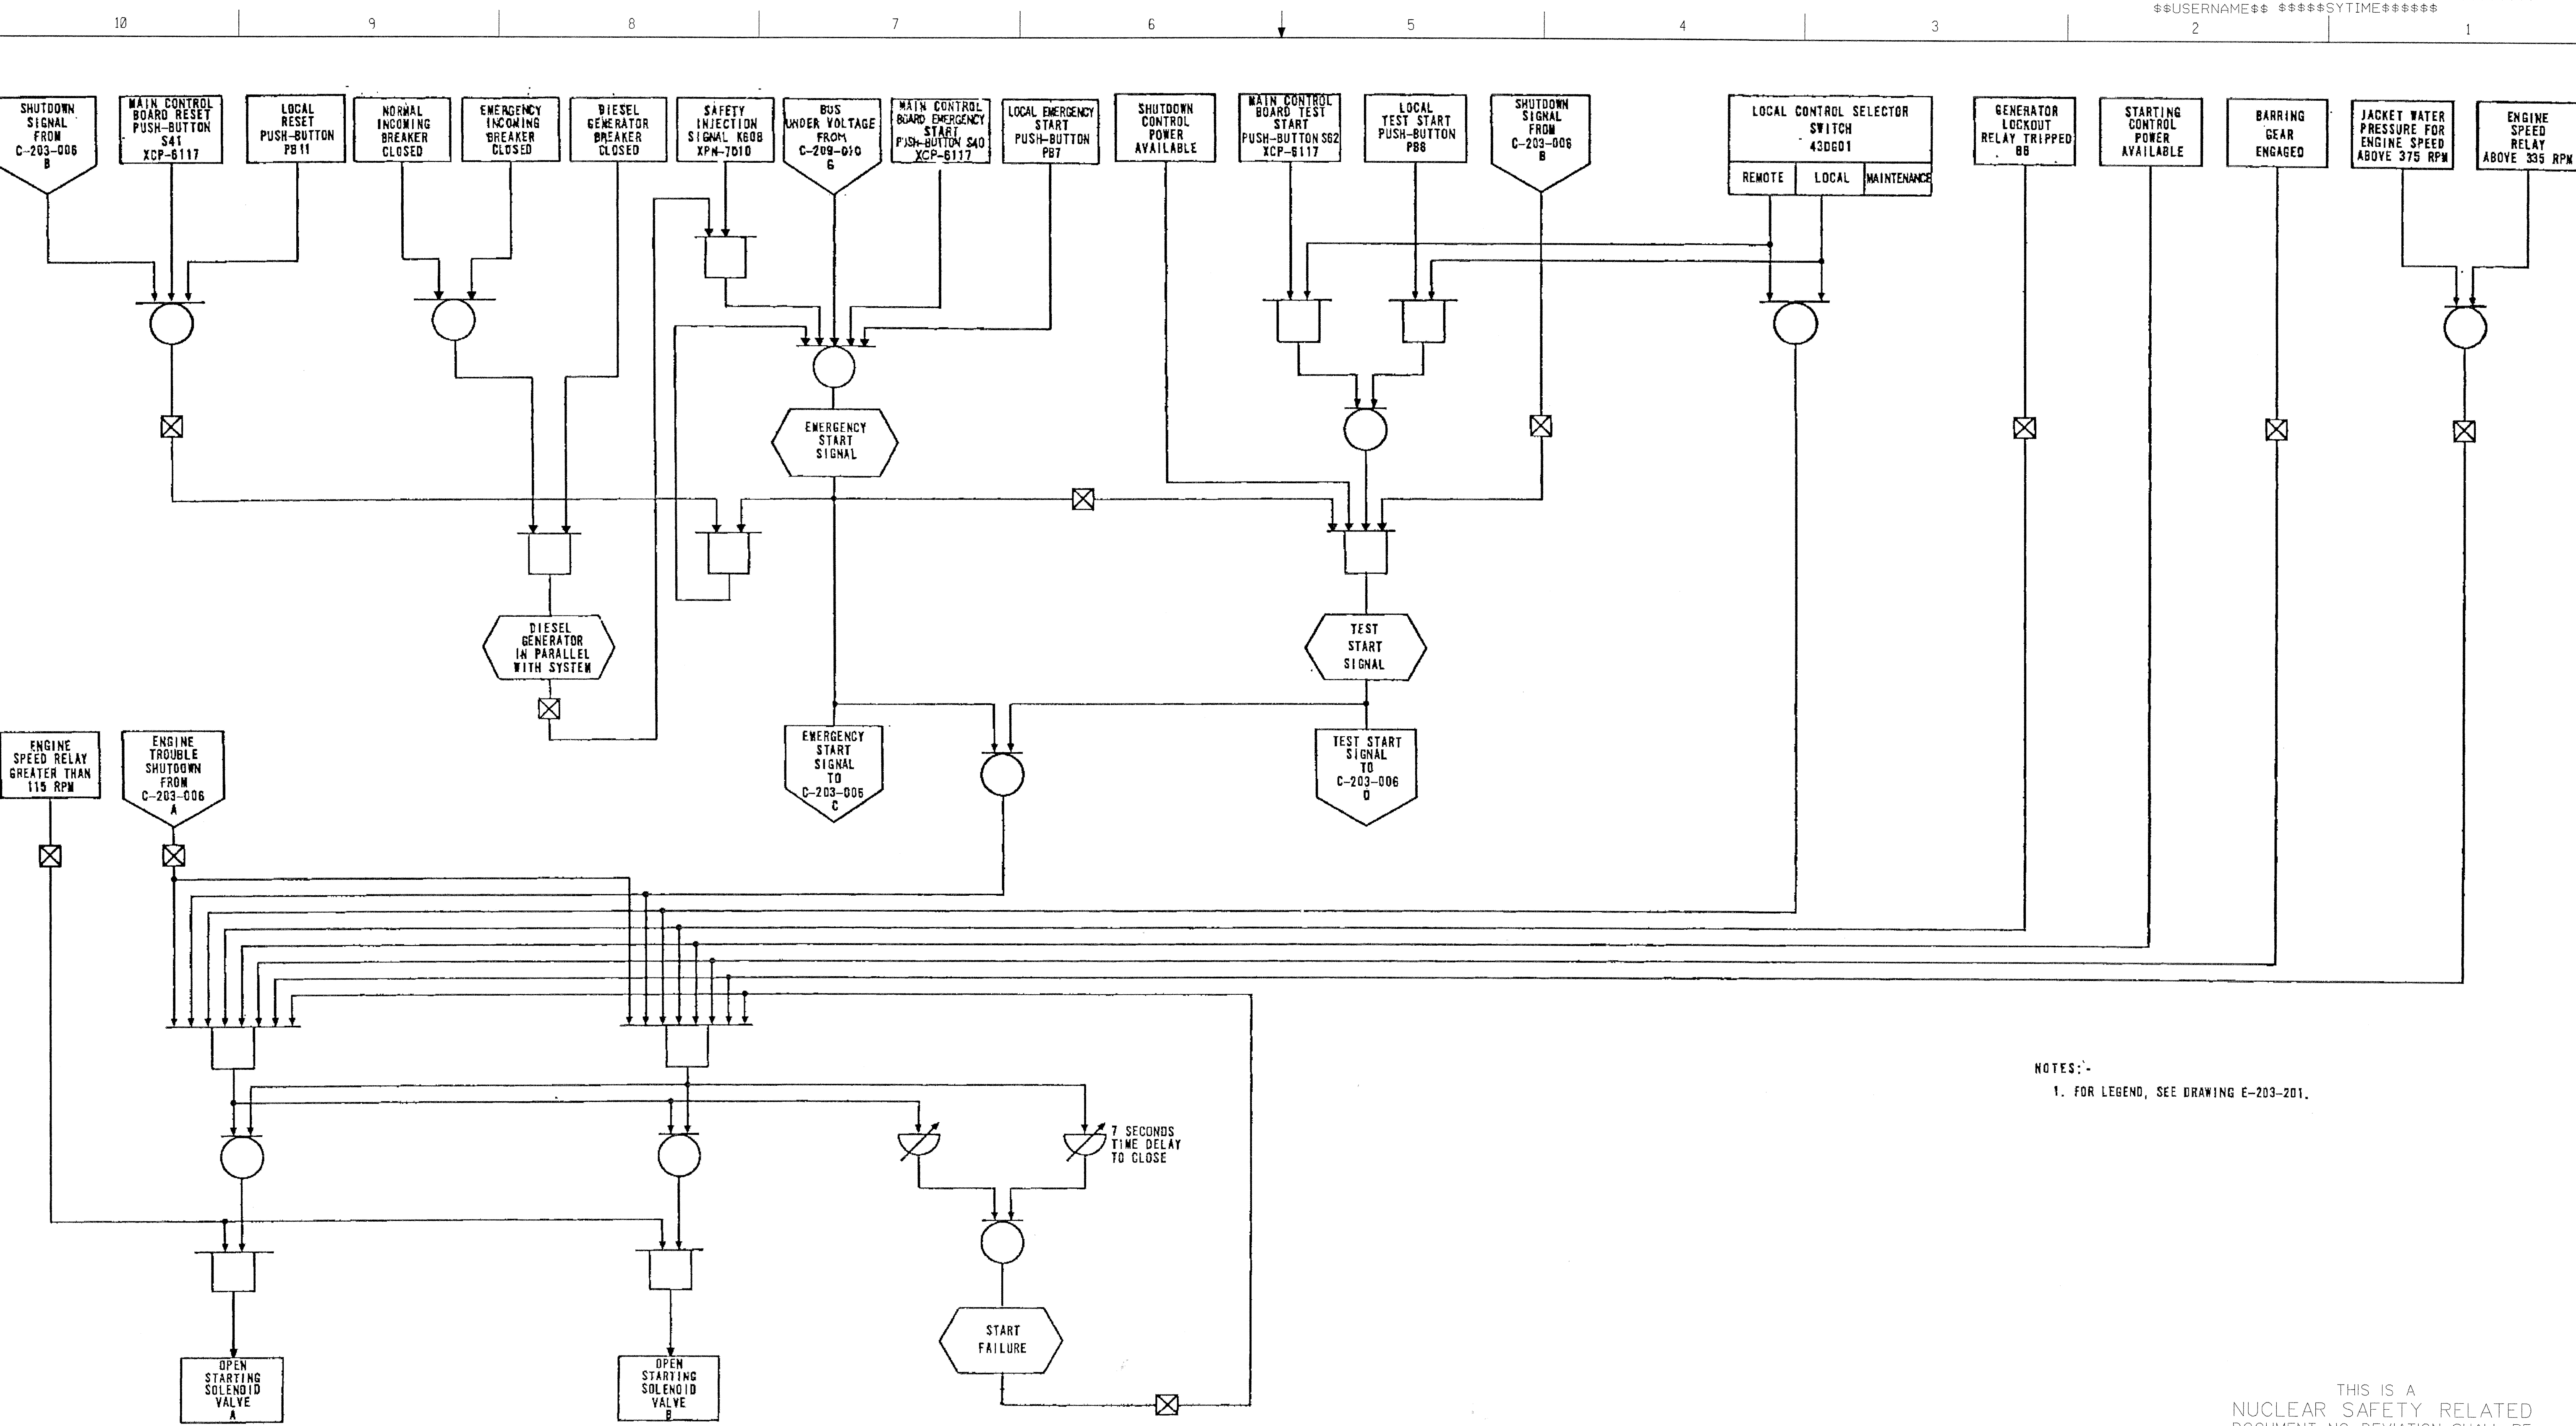 $$USERNAME$$ $$$$$SYTIME$$$$$$
10 9 8 7 6 5 4 3 2 1
SHUTDOWN
SIGNAL
FROM
C-203-006
B
MAIN CONTROL
BOARD RESET
PUSH-BUTTON
S41
XCP-6117
LOCAL
RESET
PUSH-BUTTON
PB11
NORMAL
INCOMING
BREAKER
CLOSED
EMERGENCY
INCOMING
BREAKER
CLOSED
DIESEL
GENERATOR
BREAKER
CLOSED
SAFETY
INJECTION
SIGNAL K608
XPN-7010
BUS
UNDER VOLTAGE
FROM
C-209-010
G
MAIN CONTROL
BOARD EMERGENCY
START
PUSH-BUTTON S40
XCP-6117
LOCAL EMERGENCY
START
PUSH-BUTTON
PB7
SHUTDOWN
CONTROL
POWER
AVAILABLE
MAIN CONTROL
BOARD TEST
START
PUSH-BUTTON S62
XCP-6117
LOCAL
TEST START
PUSH-BUTTON
PB6
SHUTDOWN
SIGNAL
FROM
C-203-006
B
LOCAL CONTROL SELECTOR
SWITCH
43DG01
REMOTE
LOCAL
MAINTENANCE
GENERATOR
LOCKOUT
RELAY TRIPPED
86
STARTING
CONTROL
POWER
AVAILABLE
BARRING
GEAR
ENGAGED
JACKET WATER
PRESSURE FOR
ENGINE SPEED
ABOVE 375 RPM
ENGINE
SPEED
RELAY
ABOVE 335 RPM
EMERGENCY
START
SIGNAL
DIESEL
GENERATOR
IN PARALLEL
WITH SYSTEM
TEST
START
SIGNAL
ENGINE
SPEED RELAY
GREATER THAN
115 RPM
ENGINE
TROUBLE
SHUTDOWN
FROM
C-203-006
A
EMERGENCY
START
SIGNAL
TO
C-203-006
C
TEST START
SIGNAL
TO
C-203-006
D
7 SECONDS
TIME DELAY
TO CLOSE
NOTES:-
1. FOR LEGEND, SEE DRAWING E-203-201.
START
FAILURE
OPEN
STARTING
SOLENOID
VALVE
A
OPEN
STARTING
SOLENOID
VALVE
B
THIS IS A
NUCLEAR SAFETY RELATED